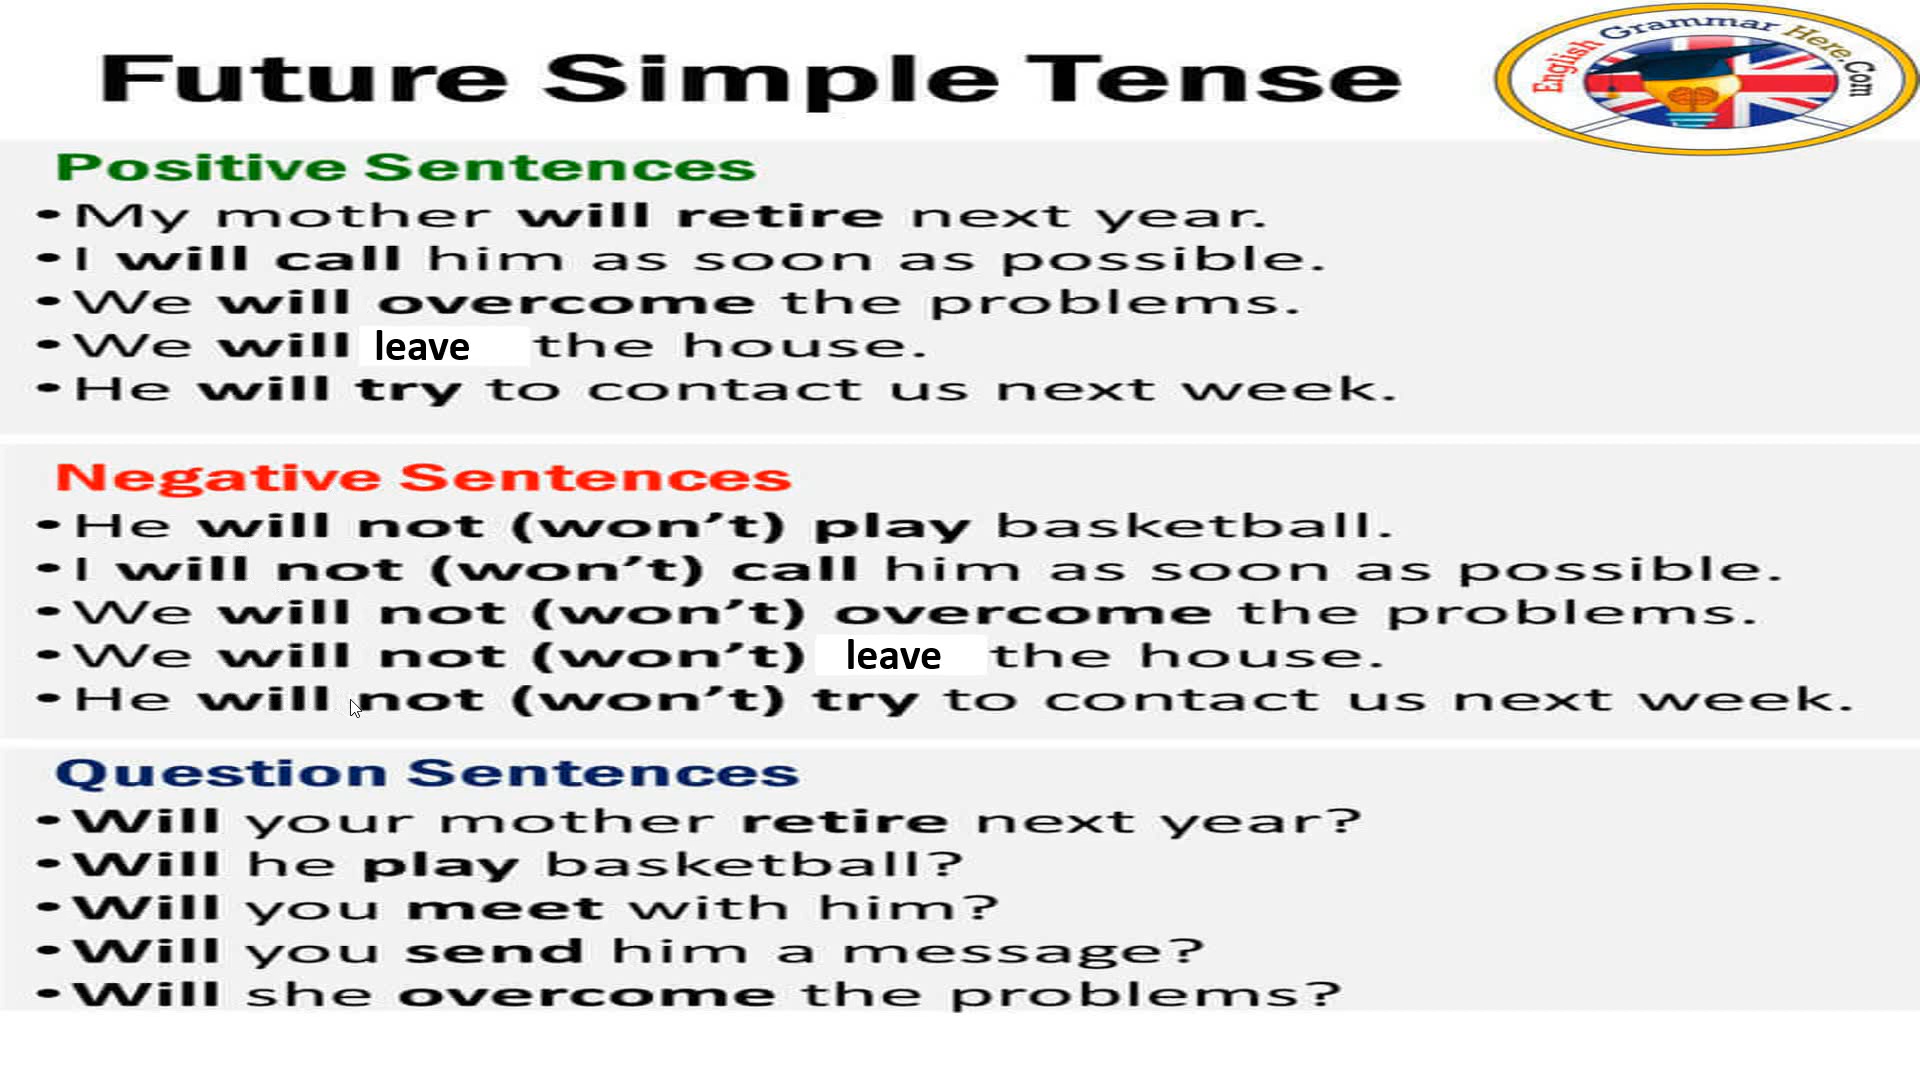 Future Simple Tense
English Grammar Here.Com
Positive Sentences
• My mother will retire next year.
• I will call him as soon as possible.
• We will overcome the problems.
• We will leave the house.
• He will try to contact us next week.
Negative Sentences
• He will not (won’t) play basketball.
• I will not (won’t) call him as soon as possible.
• We will not (won’t) overcome the problems.
• We will not (won’t) leave the house.
• He will not (won’t) try to contact us next week.
Question Sentences
• Will your mother retire next year?
• Will he play basketball?
• Will you meet with him?
• Will you send him a message?
• Will she overcome the problems?